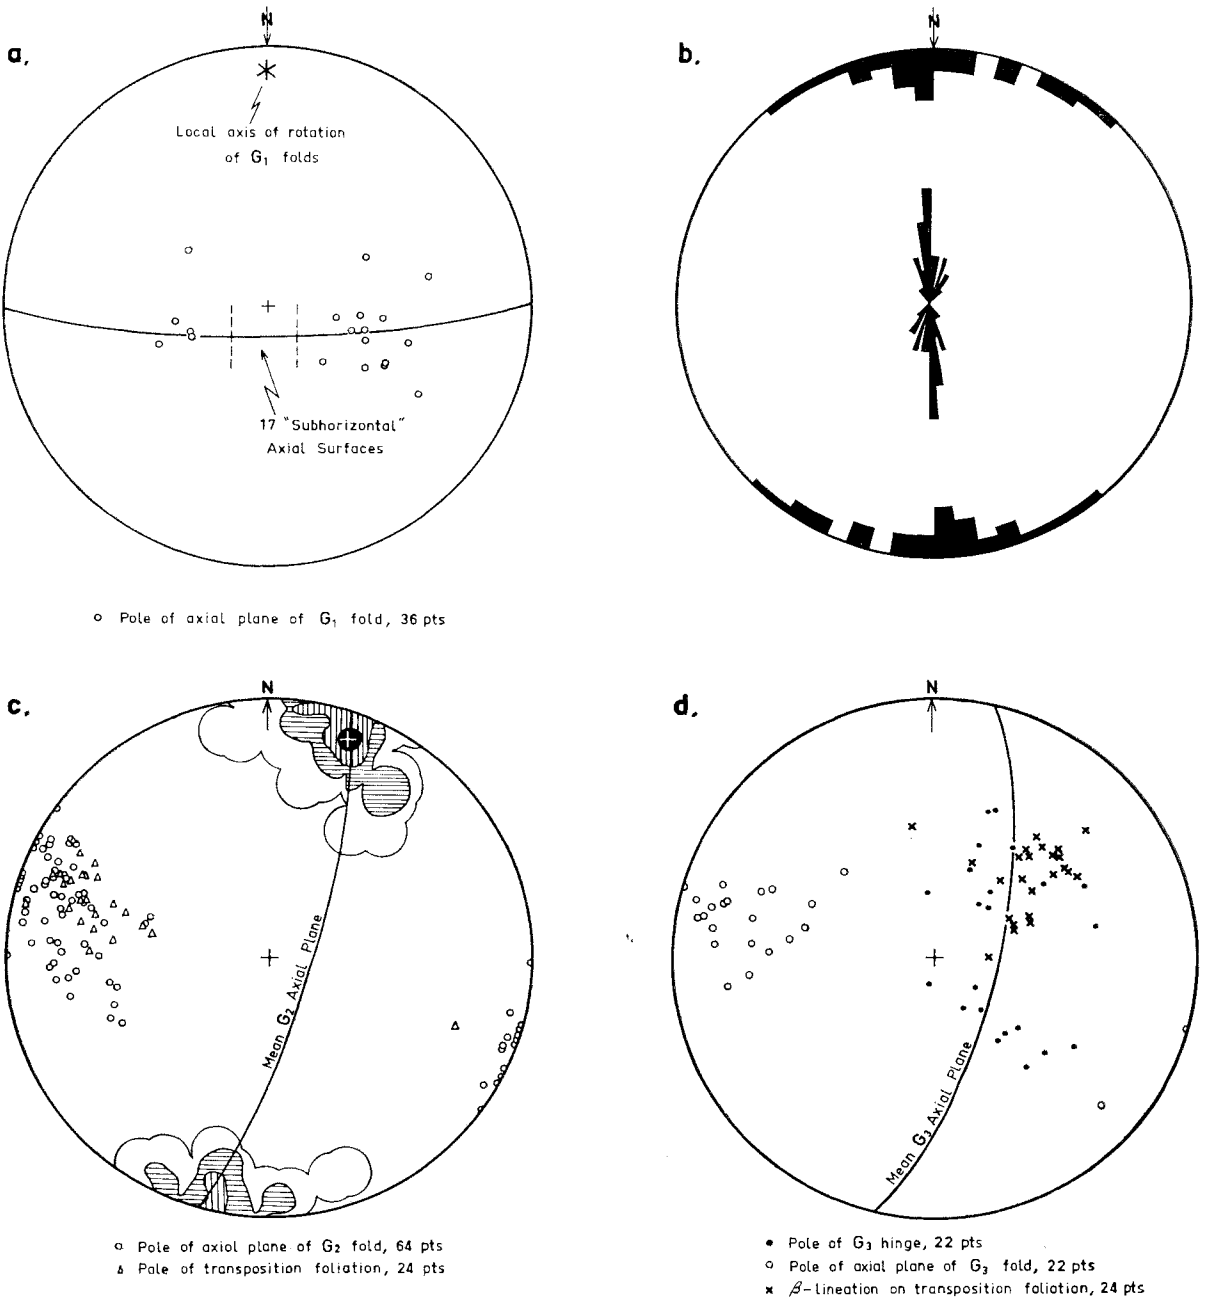 a.
N
Local axis of rotation
of G₁ folds
17 "Subhorizontal"
Axial Surfaces
o Pole of axial plane of G₁ fold, 36 pts
b.
N
c.
N
Mean G₂ Axial Plane
o Pole of axial plane of G₂ fold, 64 pts
△ Pole of transposition foliation, 24 pts
d.
N
Mean G₃ Axial Plane
• Pole of G₃ hinge, 22 pts
o Pole of axial plane of G₃ fold, 22 pts
x β-lineation on transposition foliation, 24 pts